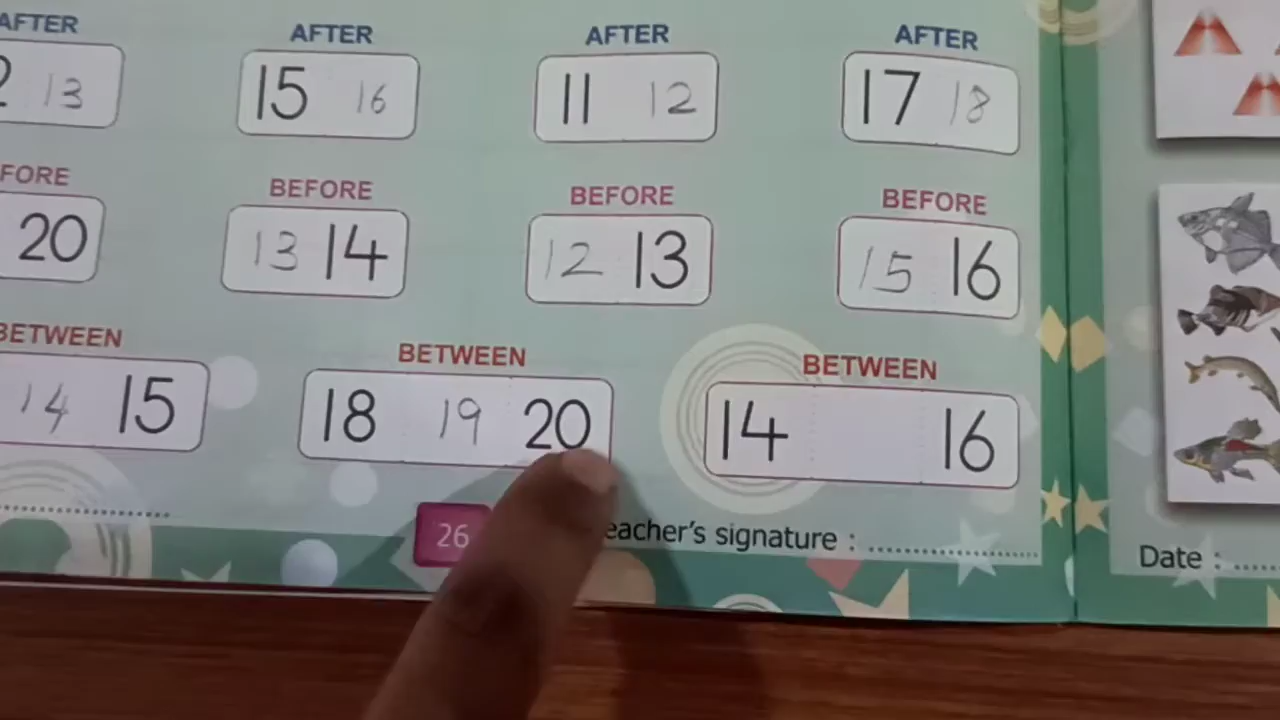 AFTER AFTER AFTER AFTER
2 13 15 16 11 12 17 18
FORE BEFORE BEFORE BEFORE
20 13 14 12 13 15 16
BETWEEN BETWEEN BETWEEN
14 15 18 19 20 14 16
26 eacher's signature : ..............................
Date : .....